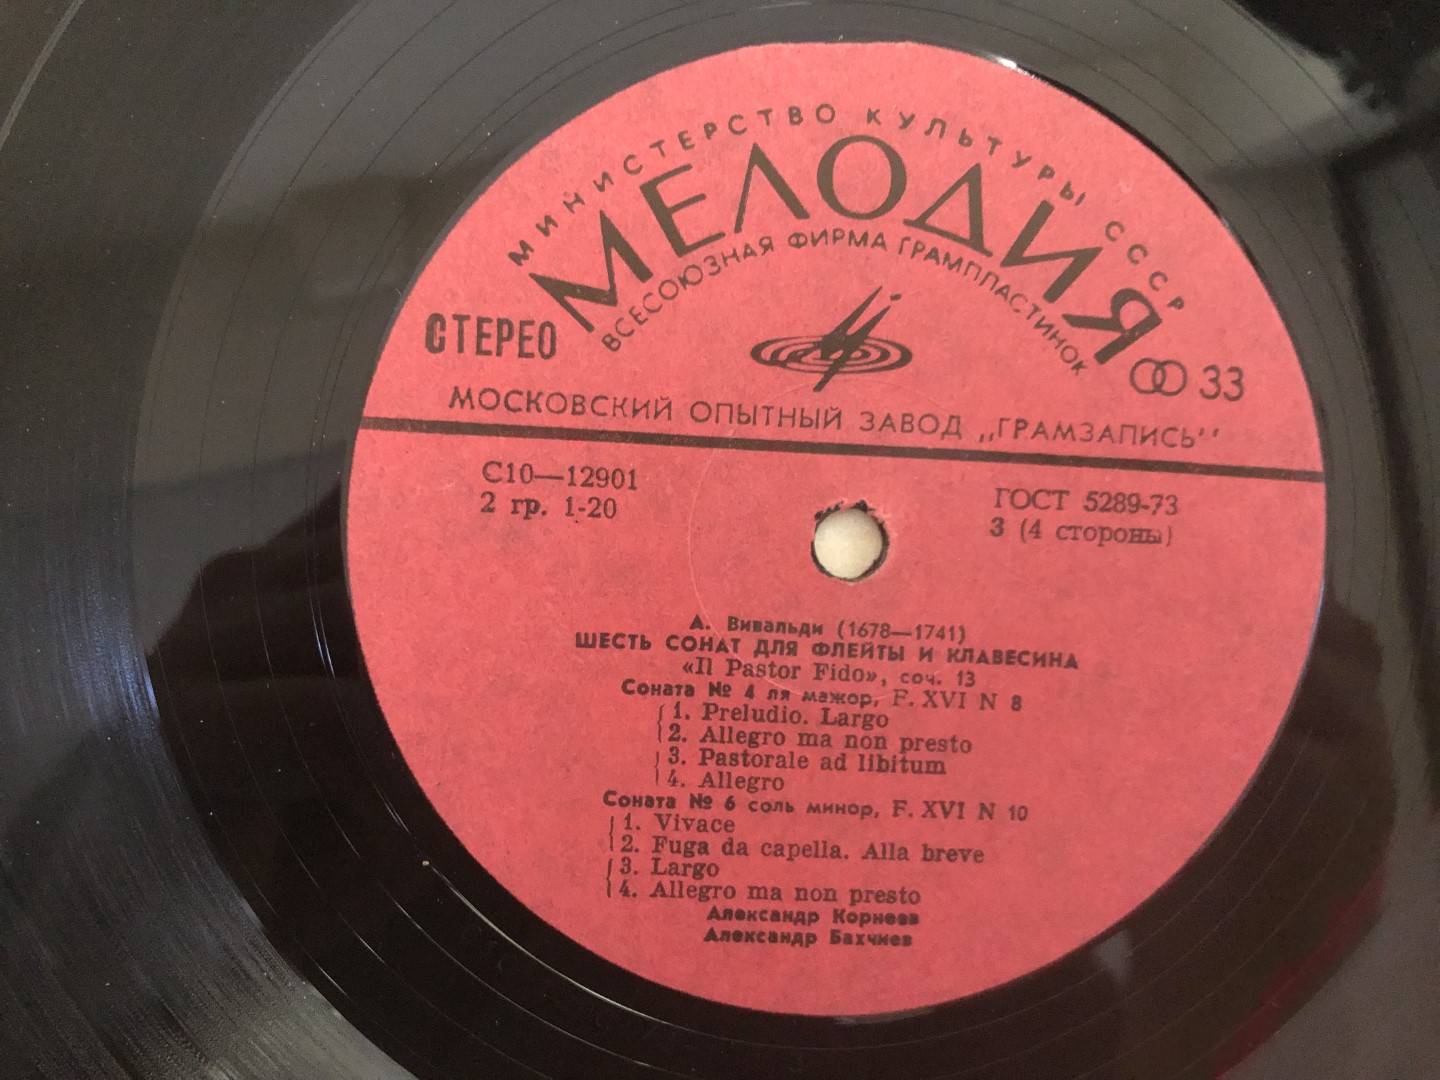 МИНИСТЕРСТВО КУЛЬТУРЫ СССР
МЕЛОДИЯ
ВСЕСОЮЗНАЯ ФИРМА ГРАМПЛАСТИНОК
СТЕРЕО
33
МОСКОВСКИЙ ОПЫТНЫЙ ЗАВОД „ГРАМЗАПИСЬ''
С10—12901
2 гр. 1-20
ГОСТ 5289-73
3 (4 стороны)
А. Вивальди (1678—1741)
ШЕСТЬ СОНАТ ДЛЯ ФЛЕЙТЫ И КЛАВЕСИНА
«Il Pastor Fido», соч. 13
Соната № 4 ля мажор, F. XVI N 8
1. Preludio. Largo
2. Allegro ma non presto
3. Pastorale ad libitum
4. Allegro
Соната № 6 соль минор, F. XVI N 10
1. Vivace
2. Fuga da capella. Alla breve
3. Largo
4. Allegro ma non presto
Александр Корнеев
Александр Бахчиев